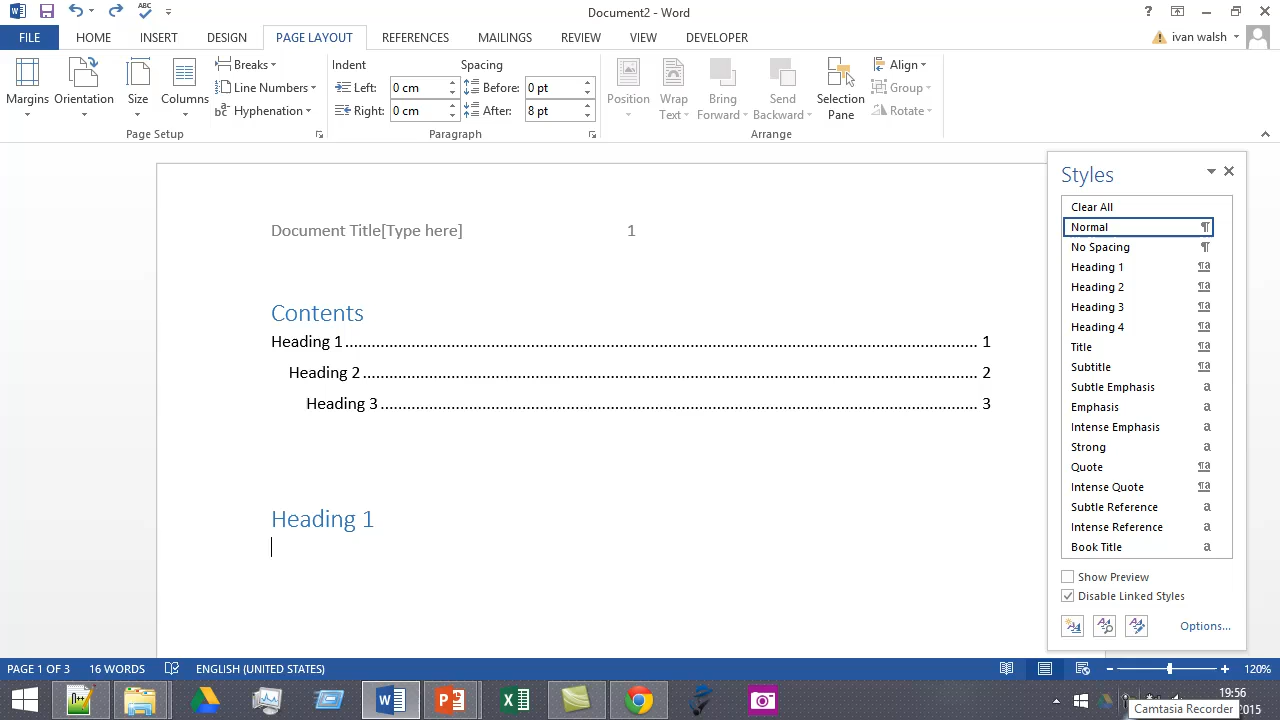 ABC
Document2 - Word
?
FILE
HOME
INSERT
DESIGN
PAGE LAYOUT
REFERENCES
MAILINGS
REVIEW
VIEW
DEVELOPER
ivan walsh
Margins
Orientation
Size
Columns
Breaks
Line Numbers
Hyphenation
Page Setup
Indent
Left: 0 cm
Right: 0 cm
Spacing
Before: 0 pt
After: 8 pt
Paragraph
Position
Wrap
Text
Bring
Forward
Send
Backward
Selection
Pane
Align
Group
Rotate
Arrange
Document Title[Type here] 1
Contents
Heading 1 1
Heading 2 2
Heading 3 3
Heading 1
Styles
Clear All
Normal ¶
No Spacing ¶
Heading 1 ¶a
Heading 2 ¶a
Heading 3 ¶a
Heading 4 ¶a
Title ¶a
Subtitle ¶a
Subtle Emphasis a
Emphasis a
Intense Emphasis a
Strong a
Quote ¶a
Intense Quote ¶a
Subtle Reference a
Intense Reference a
Book Title a
Show Preview
Disable Linked Styles
Options...
PAGE 1 OF 3
16 WORDS
ENGLISH (UNITED STATES)
120%
19:56
2015
Camtasia Recorder